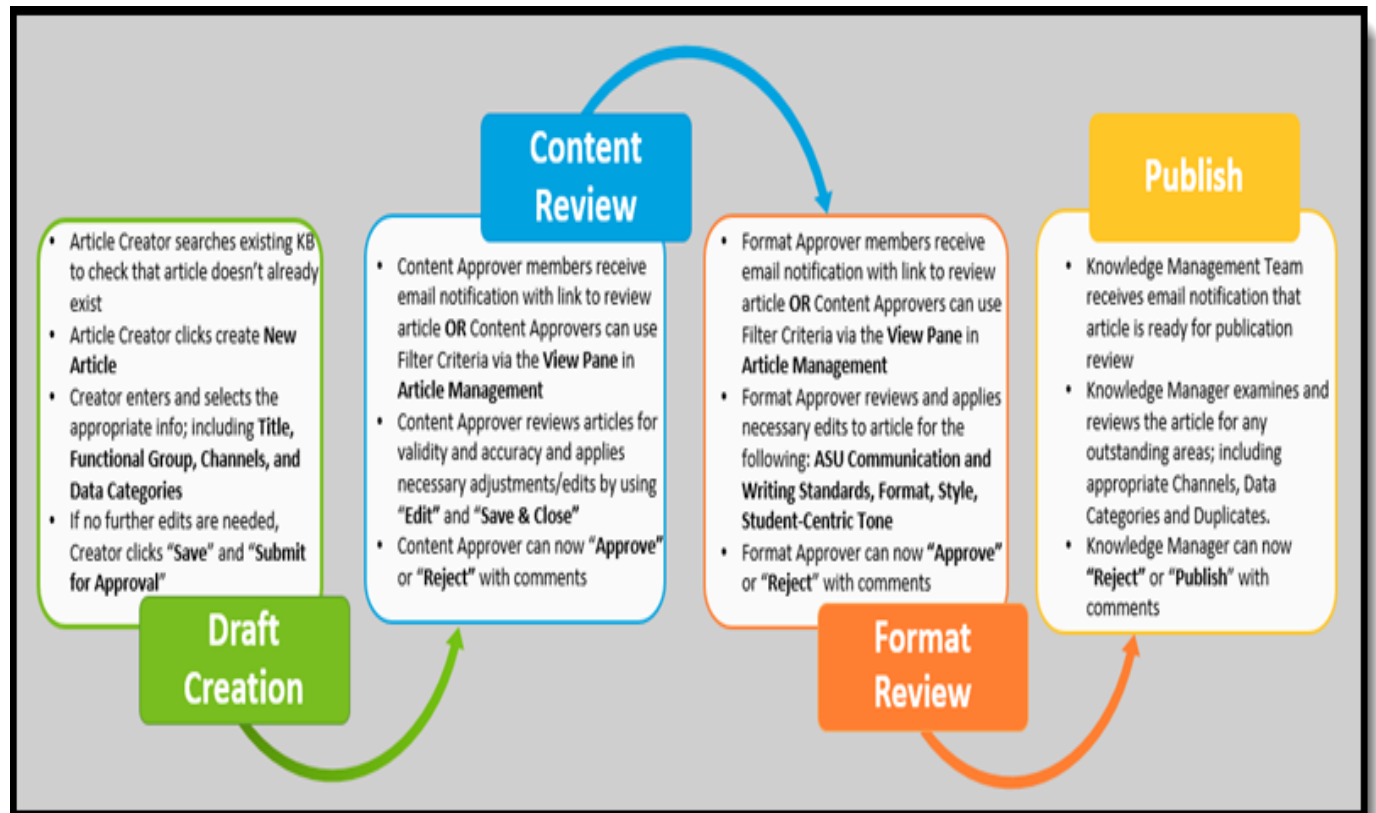 • Article Creator searches existing KB
to check that article doesn't already
exist
• Article Creator clicks create New
Article
• Creator enters and selects the
appropriate info; including Title,
Functional Group, Channels, and
Data Categories
• If no further edits are needed,
Creator clicks "Save" and "Submit
for Approval"
Draft
Creation
Content
Review
• Content Approver members receive
email notification with link to review
article OR Content Approvers can use
Filter Criteria via the View Pane in
Article Management
• Content Approver reviews articles for
validity and accuracy and applies
necessary adjustments/edits by using
"Edit" and "Save & Close"
• Content Approver can now "Approve"
or "Reject" with comments
• Format Approver members receive
email notification with link to review
article OR Content Approvers can use
Filter Criteria via the View Pane in
Article Management
• Format Approver reviews and applies
necessary edits to article for the
following: ASU Communication and
Writing Standards, Format, Style,
Student-Centric Tone
• Format Approver can now "Approve"
or "Reject" with comments
Format
Review
Publish
• Knowledge Management Team
receives email notification that
article is ready for publication
review
• Knowledge Manager examines and
reviews the article for any
outstanding areas; including
appropriate Channels, Data
Categories and Duplicates.
• Knowledge Manager can now
"Reject" or "Publish" with
comments